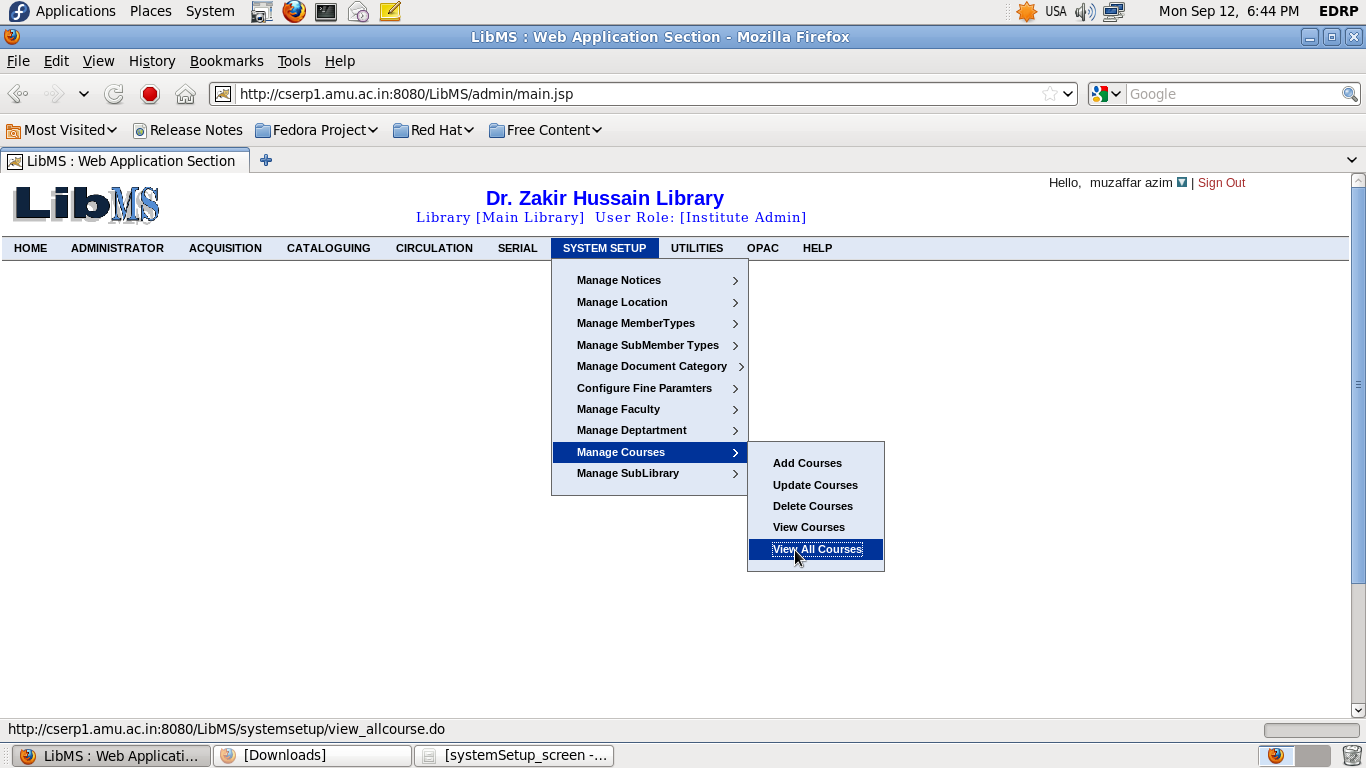 Applications Places System USA Mon Sep 12, 6:44 PM EDRP
LibMS : Web Application Section - Mozilla Firefox
File Edit View History Bookmarks Tools Help
http://cserp1.amu.ac.in:8080/LibMS/admin/main.jsp Google
Most Visited Release Notes Fedora Project Red Hat Free Content
LibMS : Web Application Section
Hello, muzaffar azim | Sign Out
LibMS
Dr. Zakir Hussain Library
Library [Main Library] User Role: [Institute Admin]
HOME ADMINISTRATOR ACQUISITION CATALOGUING CIRCULATION SERIAL SYSTEM SETUP UTILITIES OPAC HELP
Manage Notices
Manage Location
Manage MemberTypes
Manage SubMember Types
Manage Document Category
Configure Fine Paramters
Manage Faculty
Manage Deptartment
Manage Courses
Manage SubLibrary
Add Courses
Update Courses
Delete Courses
View Courses
View All Courses
http://cserp1.amu.ac.in:8080/LibMS/systemsetup/view_allcourse.do
LibMS : Web Applicati... [Downloads] [systemSetup_screen -...